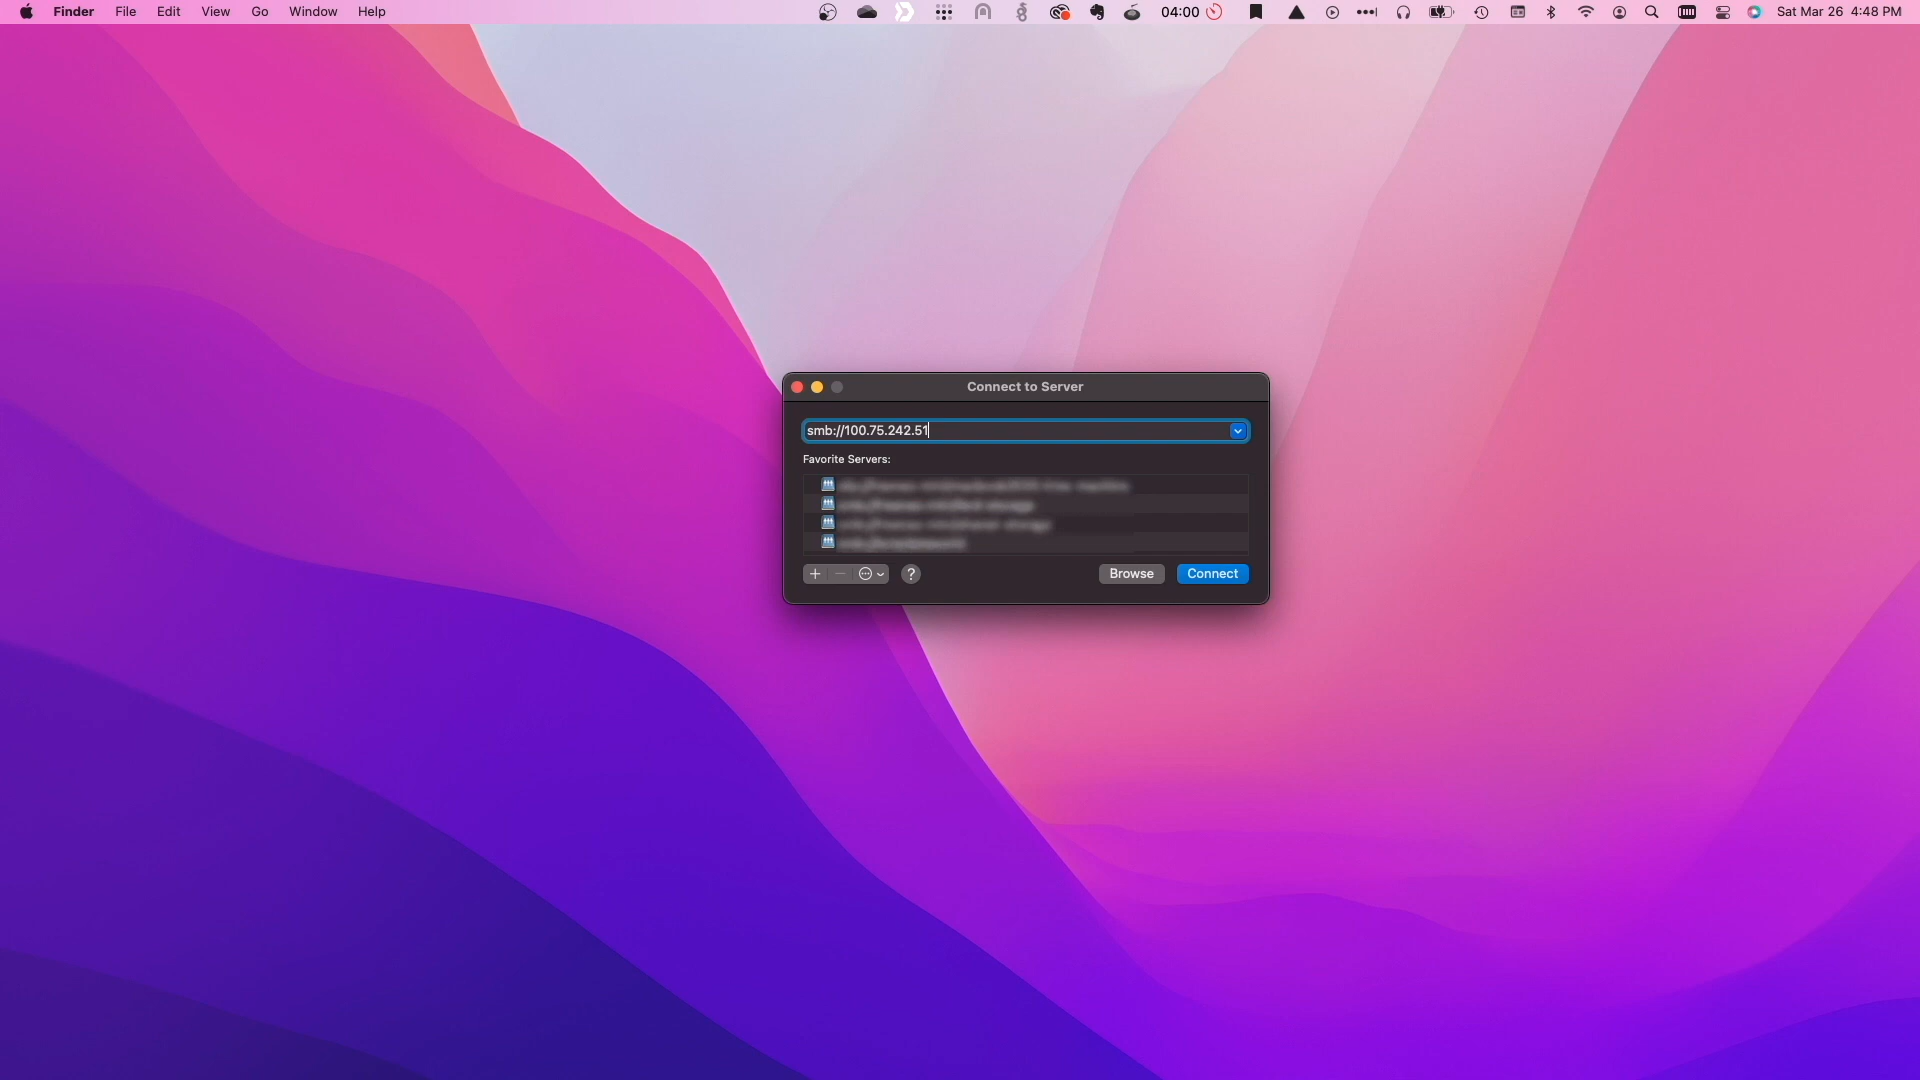 Finder File Edit View Go Window Help 04:00 Sat Mar 26 4:48 PM
Connect to Server
smb://100.75.242.51
Favorite Servers:
+ − ? Browse Connect